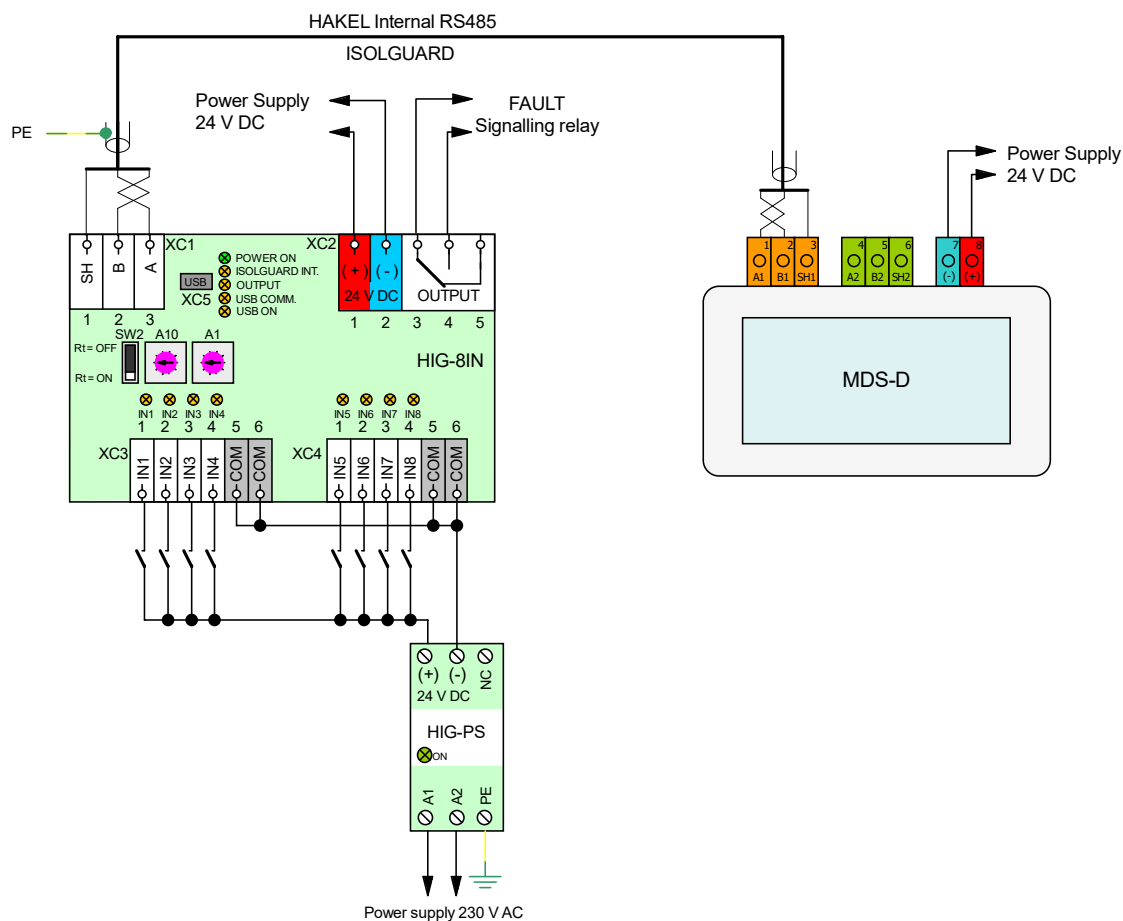 HAKEL Internal RS485
ISOLGUARD
Power Supply
24 V DC
FAULT
Signalling relay
PE
Power Supply
24 V DC
XC1
SH
B
A
1
2
3
USB
XC5
POWER ON
ISOLGUARD INT.
OUTPUT
USB COMM.
USB ON
XC2
(+)
(-)
24 V DC
OUTPUT
1
2
3
4
5
SW2
A10
A1
Rt = OFF
Rt = ON
HIG-8IN
IN1
IN2
IN3
IN4
1
2
3
4
5
6
XC3
IN1
IN2
IN3
IN4
COM
COM
IN5
IN6
IN7
IN8
1
2
3
4
5
6
XC4
IN5
IN6
IN7
IN8
COM
COM
1
2
3
A1
B1
SH1
4
5
6
A2
B2
SH2
7
8
(-)
(+)
MDS-D
(+)
(-)
NC
24 V DC
HIG-PS
ON
A1
A2
PE
Power supply 230 V AC